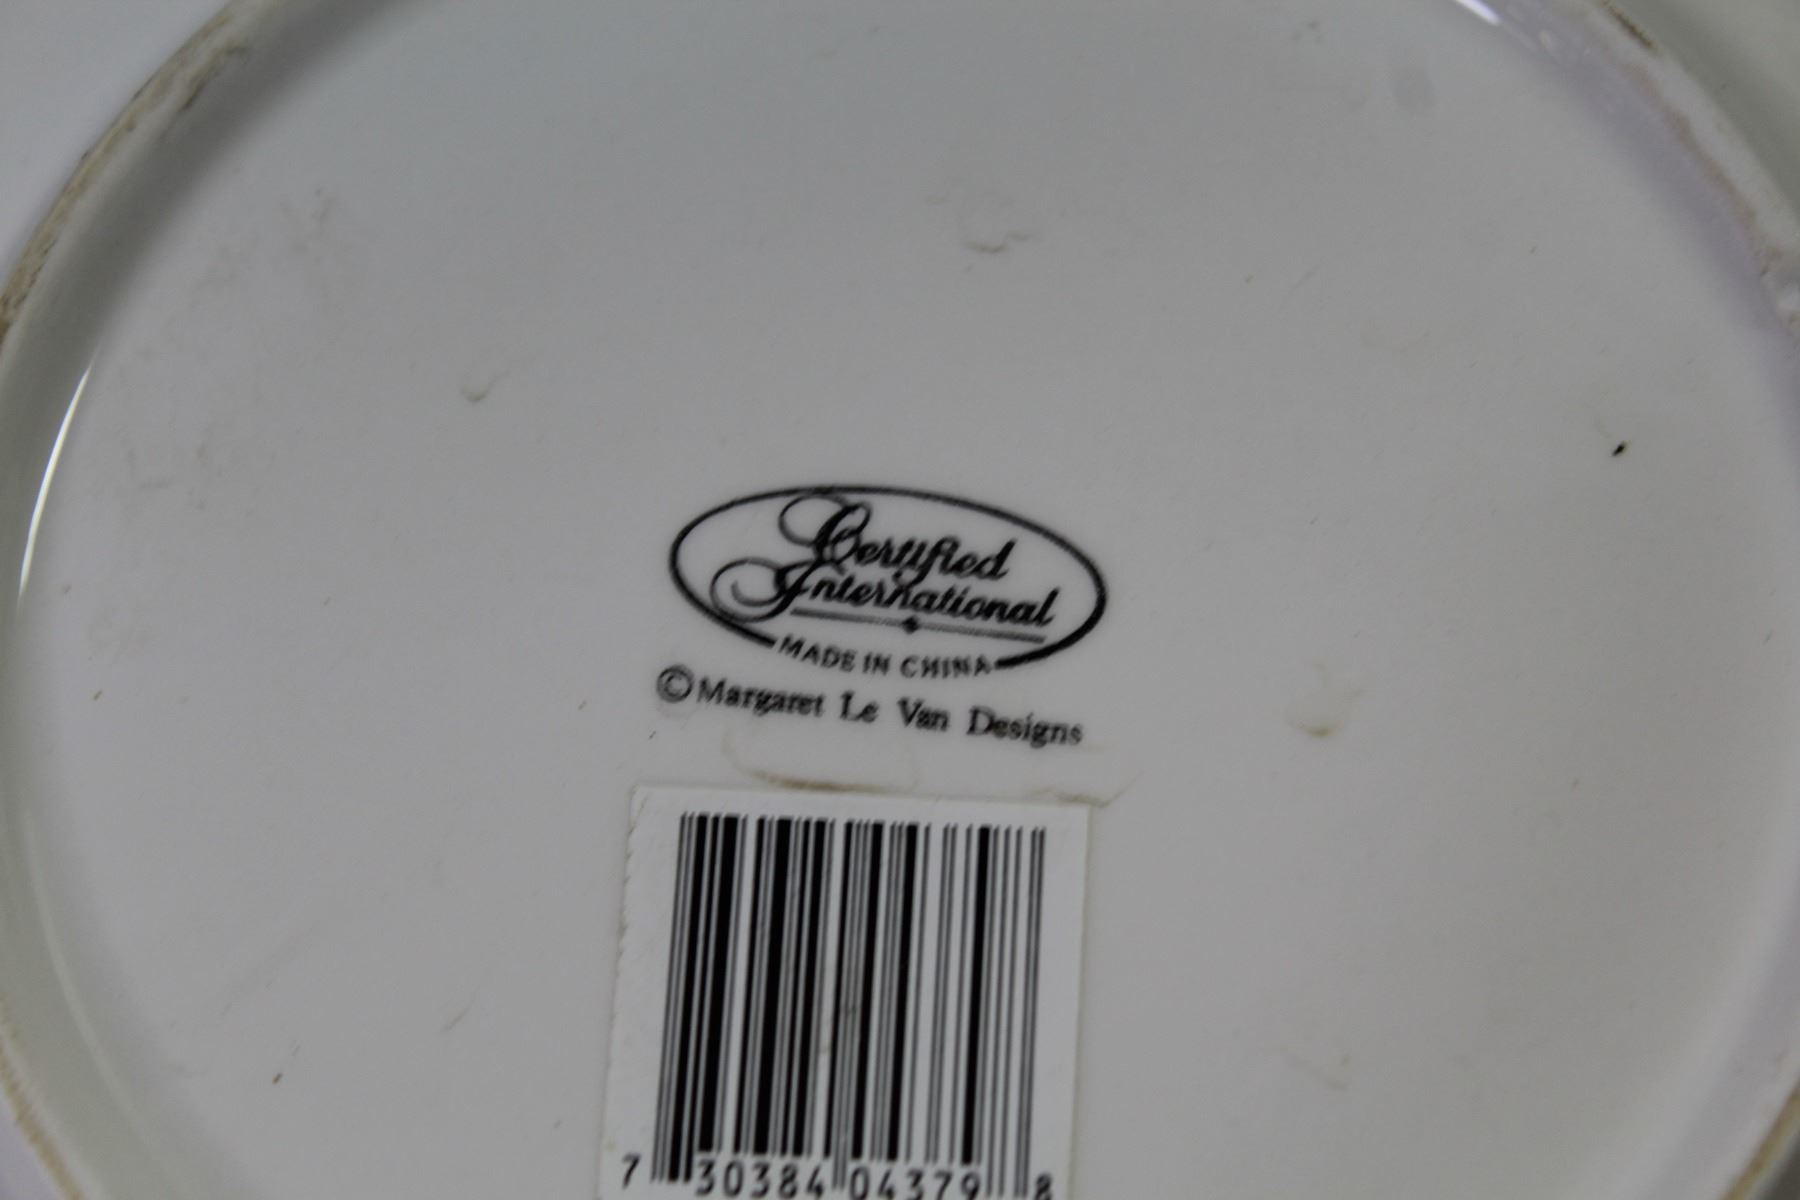 Certified
International
MADE IN CHINA
©Margaret Le Van Designs
7 30384 04379 8